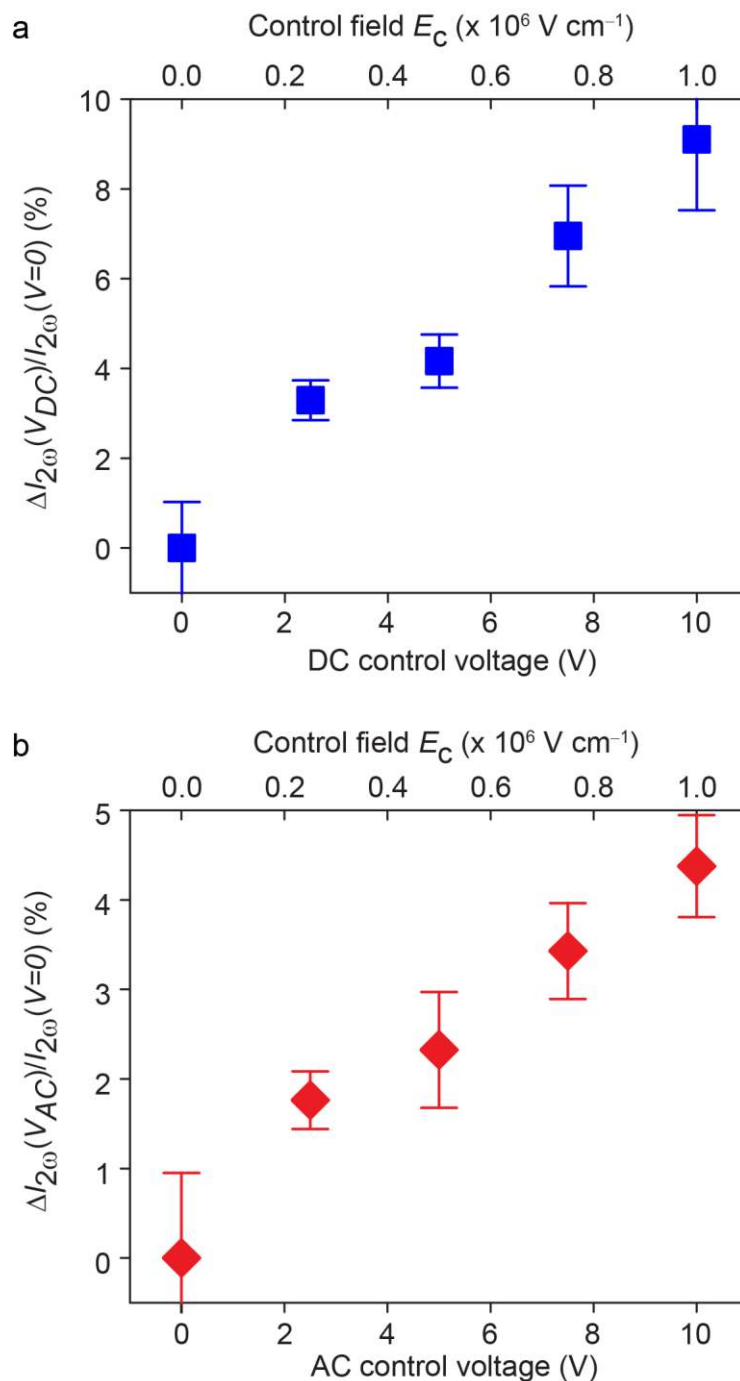 a
Control field E_C (x 10⁶ V cm⁻¹)
0.0 0.2 0.4 0.6 0.8 1.0
10
8
6
4
2
0
ΔI_2ω(V_DC)/I_2ω(V=0) (%)
0 2 4 6 8 10
DC control voltage (V)
b
Control field E_C (x 10⁶ V cm⁻¹)
0.0 0.2 0.4 0.6 0.8 1.0
5
4
3
2
1
0
ΔI_2ω(V_AC)/I_2ω(V=0) (%)
0 2 4 6 8 10
AC control voltage (V)